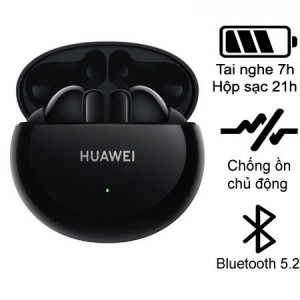 HUAWEI
Tai nghe 7h
Hộp sạc 21h
Chống ồn
chủ động
Bluetooth 5.2